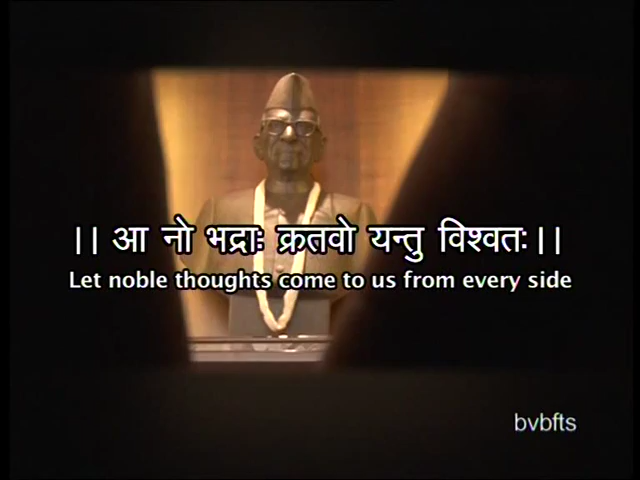 || आ नो भद्राः क्रतवो यन्तु विश्वतः ||
Let noble thoughts come to us from every side
bvbfts